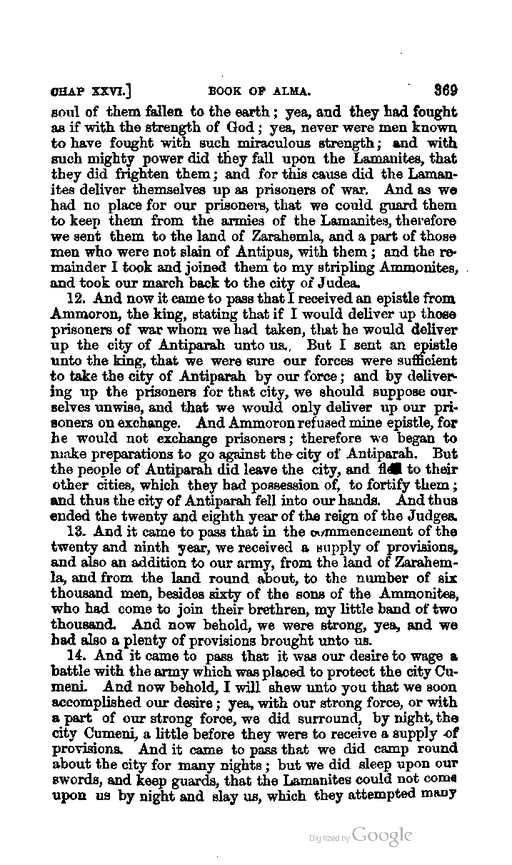 CHAP XXVI.] BOOK OF ALMA. 369
soul of them fallen to the earth; yea, and they had fought
as if with the strength of God; yea, never were men known
to have fought with such miraculous strength; and with
such mighty power did they fall upon the Lamanites, that
they did frighten them; and for this cause did the Laman-
ites deliver themselves up as prisoners of war. And as we
had no place for our prisoners, that we could guard them
to keep them from the armies of the Lamanites, therefore
we sent them to the land of Zarahemla, and a part of those
men who were not slain of Antipus, with them; and the re-
mainder I took and joined them to my stripling Ammonites,
and took our march back to the city of Judea.
12. And now it came to pass that I received an epistle from
Ammoron, the king, stating that if I would deliver up those
prisoners of war whom we had taken, that he would deliver
up the city of Antiparah unto us. But I sent an epistle
unto the king, that we were sure our forces were sufficient
to take the city of Antiparah by our force; and by deliver-
ing up the prisoners for that city, we should suppose our-
selves unwise, and that we would only deliver up our pri-
soners on exchange. And Ammoron refused mine epistle, for
he would not exchange prisoners; therefore we began to
make preparations to go against the city of Antiparah. But
the people of Antiparah did leave the city, and to their
other cities, which they had possession of, to fortify them;
and thus the city of Antiparah fell into our hands. And thus
ended the twenty and eighth year of the reign of the Judges.
13. And it came to pass that in the commencement of the
twenty and ninth year, we received a supply of provisions,
and also an addition to our army, from the land of Zarahem-
la, and from the land round about, to the number of six
thousand men, besides sixty of the sons of the Ammonites,
who had come to join their brethren, my little band of two
thousand. And now behold, we were strong, yea, and we
had also a plenty of provisions brought unto us.
14. And it came to pass that it was our desire to wage a
battle with the army which was placed to protect the city Cu-
meni. And now behold, I will shew unto you that we soon
accomplished our desire; yea, with our strong force, or with
a part of our strong force, we did surround, by night, the
city Cumeni, a little before they were to receive a supply of
provisions. And it came to pass that we did camp round
about the city for many nights; but we did sleep upon our
swords, and keep guards, that the Lamanites could not come
upon us by night and slay us, which they attempted many
Digitized by Google